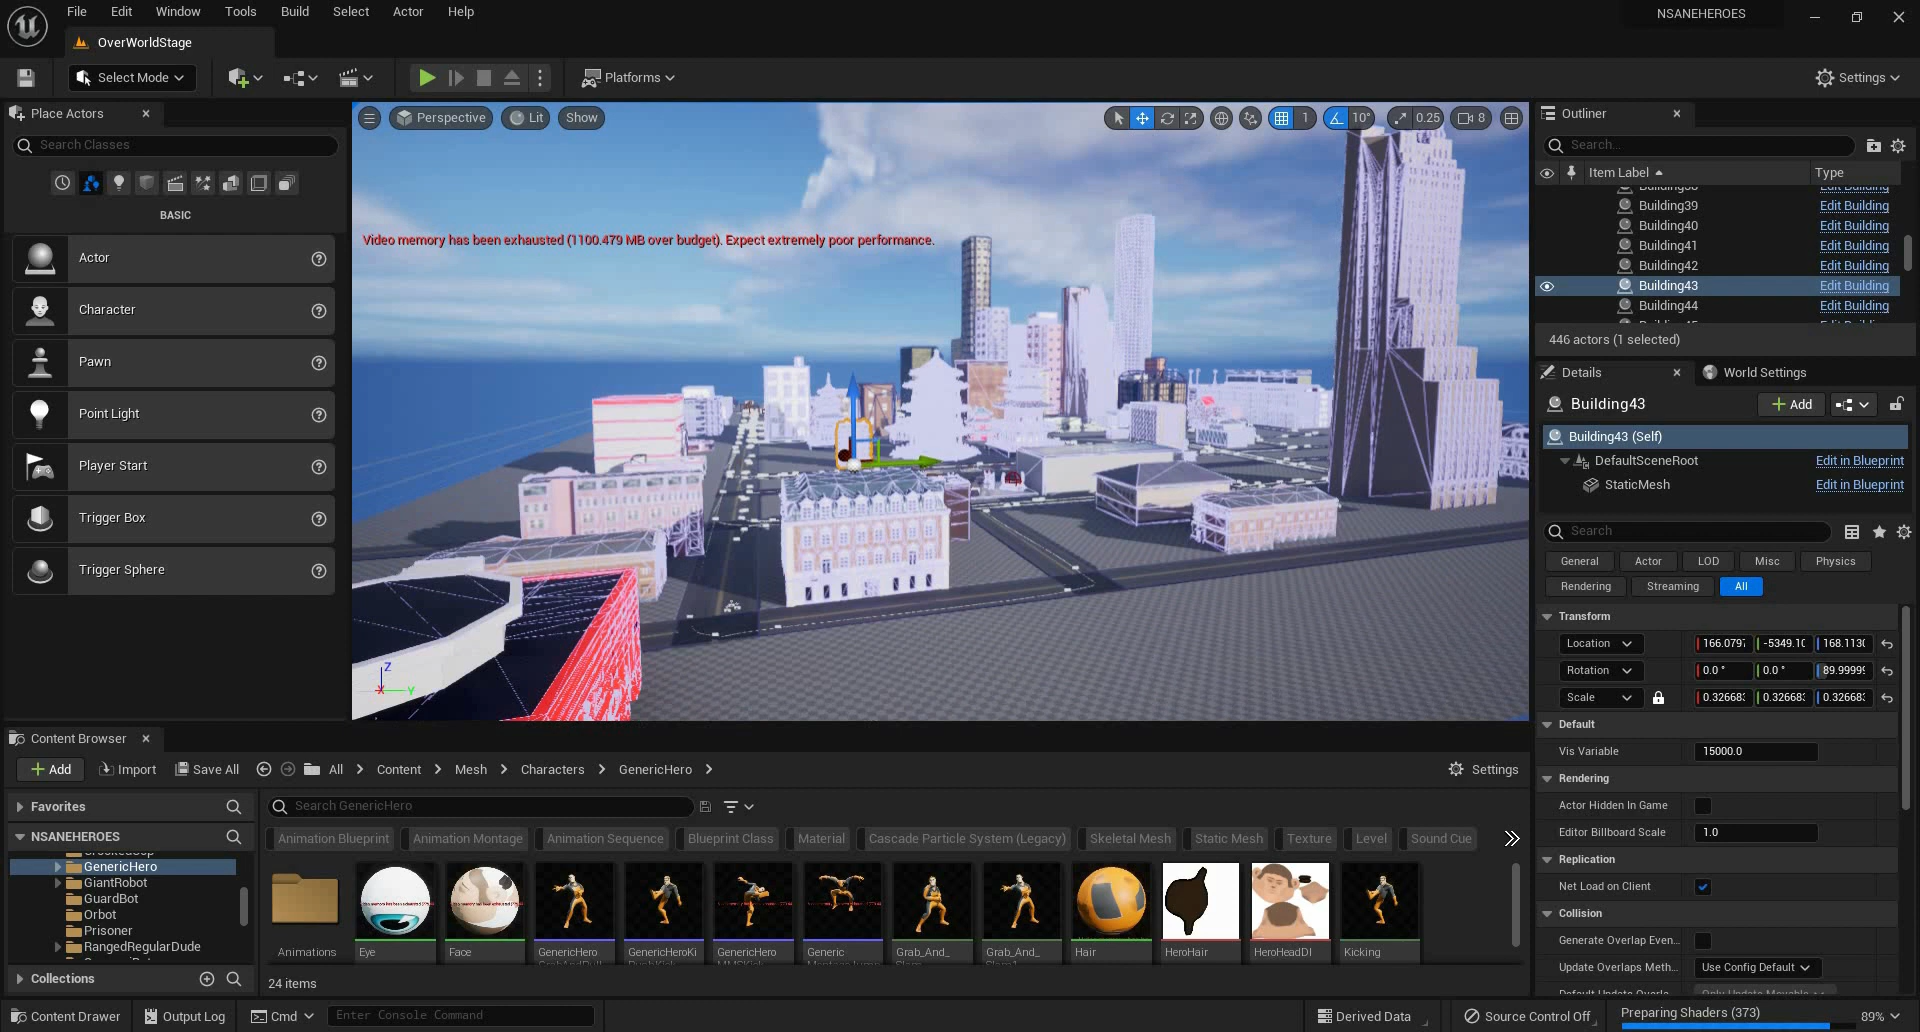 File Edit Window Tools Build Select Actor Help
NSANEHEROES
OverWorldStage
Select Mode
Platforms
Settings
Place Actors
Search Classes
BASIC
Actor
Character
Pawn
Point Light
Player Start
Trigger Box
Trigger Sphere
Perspective Lit Show
1 10° 0.25 8
Video memory has been exhausted (1100.479 MB over budget). Expect extremely poor performance.
Z
X Y
Outliner
Search...
Item Label Type
Building39 Edit Building
Building40 Edit Building
Building41 Edit Building
Building42 Edit Building
Building43 Edit Building
Building44 Edit Building
446 actors (1 selected)
Details World Settings
Building43 Add
Building43 (Self)
DefaultSceneRoot Edit in Blueprint
StaticMesh Edit in Blueprint
Search
General Actor LOD Misc Physics
Rendering Streaming All
Transform
Location 166.079 -5349.10 168.113
Rotation 0.0 ° 0.0 ° 89.9999
Scale 0.32668 0.32668 0.32668
Default
Vis Variable 15000.0
Rendering
Actor Hidden In Game
Editor Billboard Scale 1.0
Replication
Net Load on Client
Collision
Generate Overlap Even...
Update Overlaps Meth... Use Config Default
Content Browser
Add Import Save All All Content Mesh Characters GenericHero Settings
Favorites
NSANEHEROES
GenericHero
GiantRobot
GuardBot
Orbot
Prisoner
RangedRegularDude
Collections
Search GenericHero
Animation Blueprint Animation Montage Animation Sequence Blueprint Class Material Cascade Particle System (Legacy) Skeletal Mesh Static Mesh Texture Level Sound Cue
Animations Eye Face GenericHero GenericHeroKi GenericHero Generic Grab_And_ Grab_And_ Hair HeroHair HeroHeadDI Kicking
24 items
Content Drawer Output Log Cmd Enter Console Command Derived Data Source Control Off Preparing Shaders (373) 89%